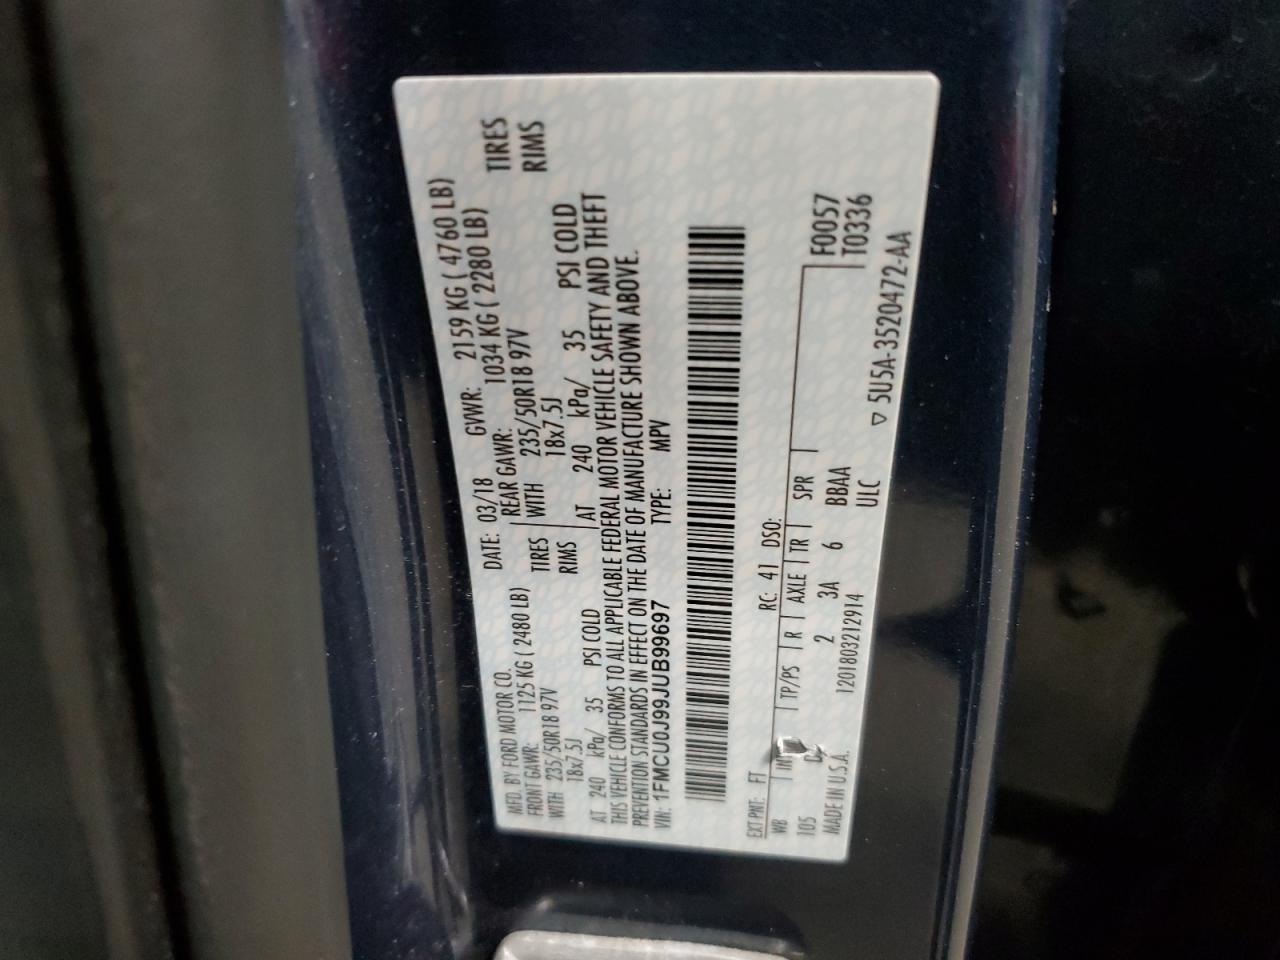 MFD. BY FORD MOTOR CO.
DATE: 03/18 GVWR: 2159 KG ( 4760 LB)
FRONT GAWR: 1125 KG ( 2480 LB) REAR GAWR: 1034 KG ( 2280 LB)
WITH 235/50R18 97V TIRES WITH 235/50R18 97V TIRES
18x7.5J RIMS 18x7.5J RIMS
AT 240 kPa/ 35 PSI COLD AT 240 kPa/ 35 PSI COLD
THIS VEHICLE CONFORMS TO ALL APPLICABLE FEDERAL MOTOR VEHICLE SAFETY AND THEFT
PREVENTION STANDARDS IN EFFECT ON THE DATE OF MANUFACTURE SHOWN ABOVE.
VIN: 1FMCU0J99JUB99697 TYPE: MPV
EXT PNT: FT RC: 41 DSO: F0057
WB TP/PS R AXLE TR SPR T0336
105 2 3A 6 BBAA
MADE IN U.S.A. 120180321​2914 ULC
▽ 5U5A-3520472-AA